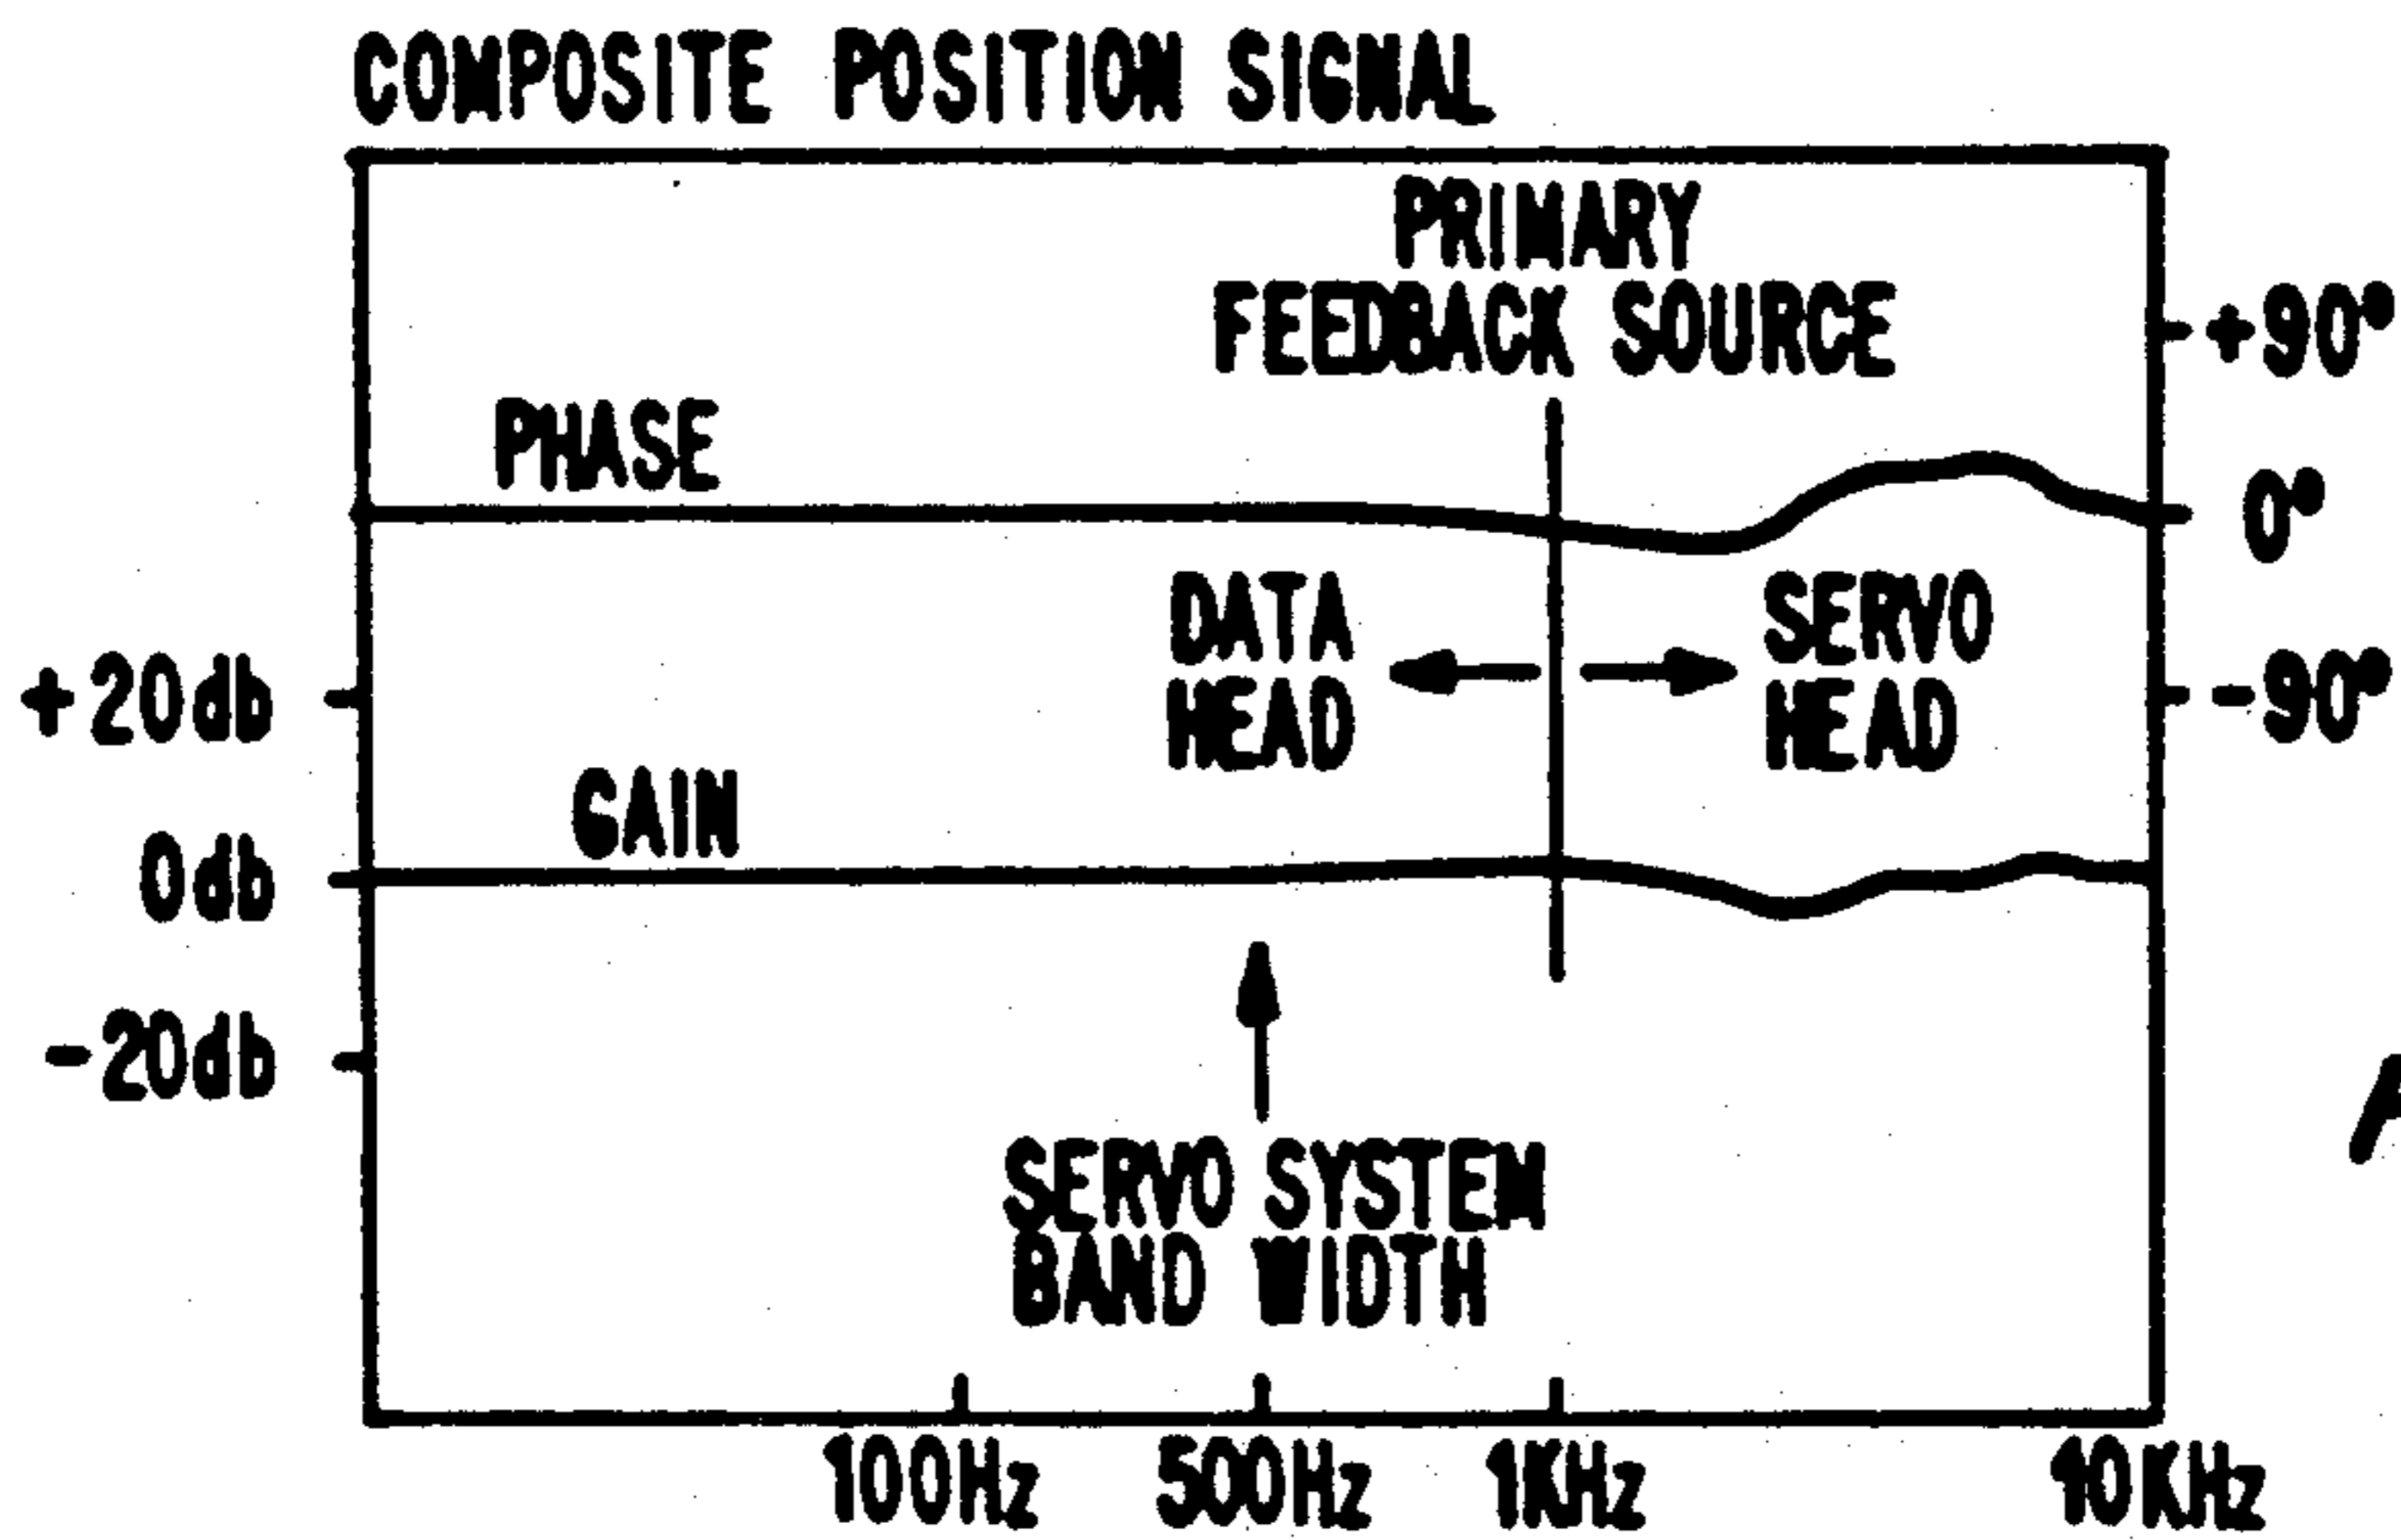 COMPOSITE POSITION SIGNAL
PRIMARY
FEEDBACK SOURCE
+90°
PHASE
0°
DATA
HEAD
SERVO
HEAD
+20db
-90°
GAIN
0db
-20db
SERVO SYSTEM
BAND WIDTH
100Hz 500Hz 1KHz 10KHz